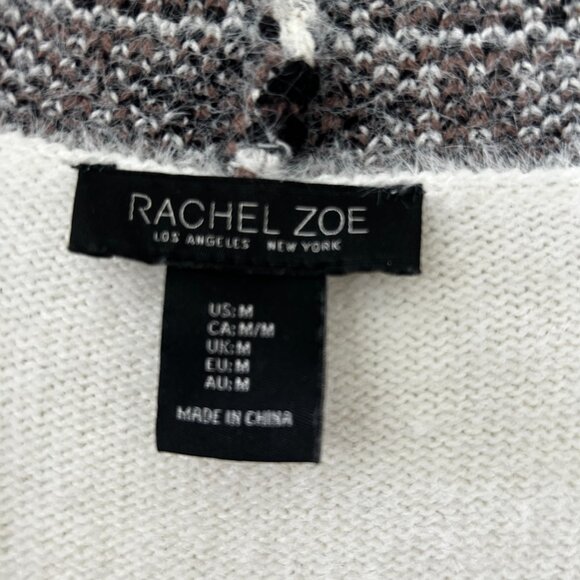 RACHEL ZOE
LOS ANGELES NEW YORK
US: M
CA: M/M
UK: M
EU: M
AU: M
MADE IN CHINA